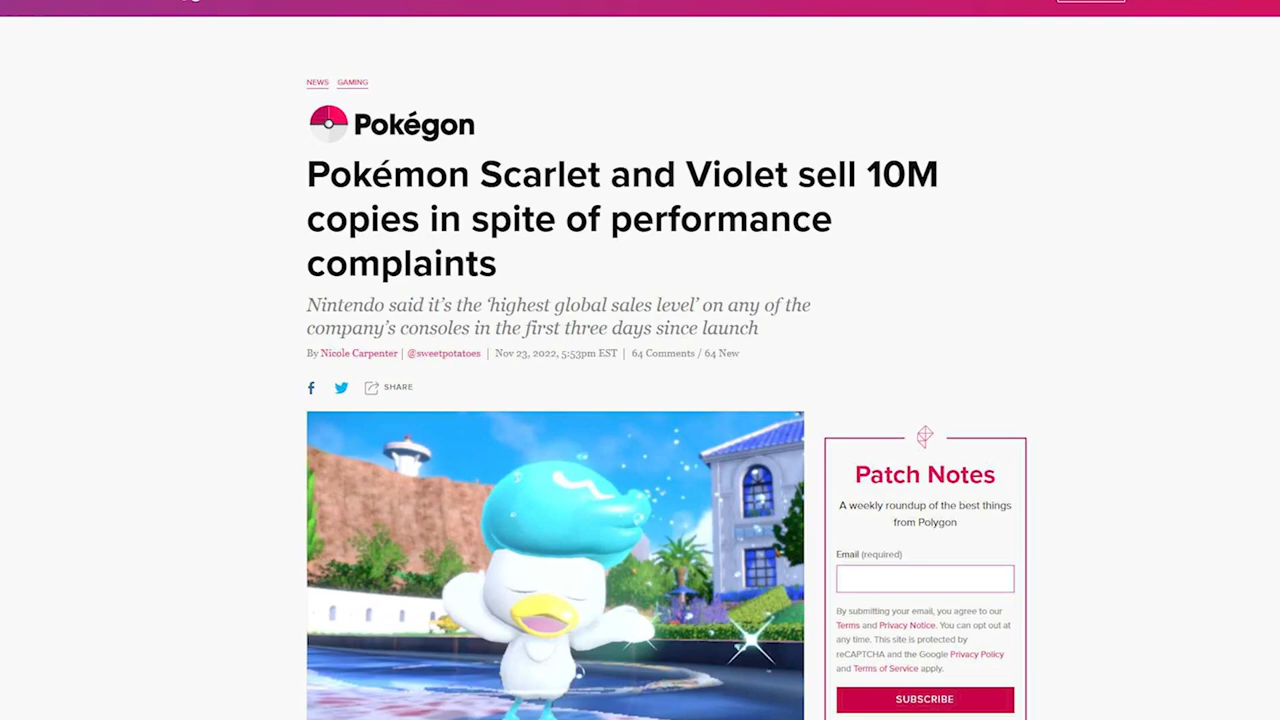 NEWS GAMING
Pokégon
Pokémon Scarlet and Violet sell 10M
copies in spite of performance
complaints
Nintendo said it's the 'highest global sales level' on any of the
company's consoles in the first three days since launch
By Nicole Carpenter | @sweetpotatoes | Nov 23, 2022, 5:53pm EST | 64 Comments / 64 New
SHARE
Patch Notes
A weekly roundup of the best things
from Polygon
Email (required)
By submitting your email, you agree to our
Terms and Privacy Notice. You can opt out at
any time. This site is protected by
reCAPTCHA and the Google Privacy Policy
and Terms of Service apply.
SUBSCRIBE